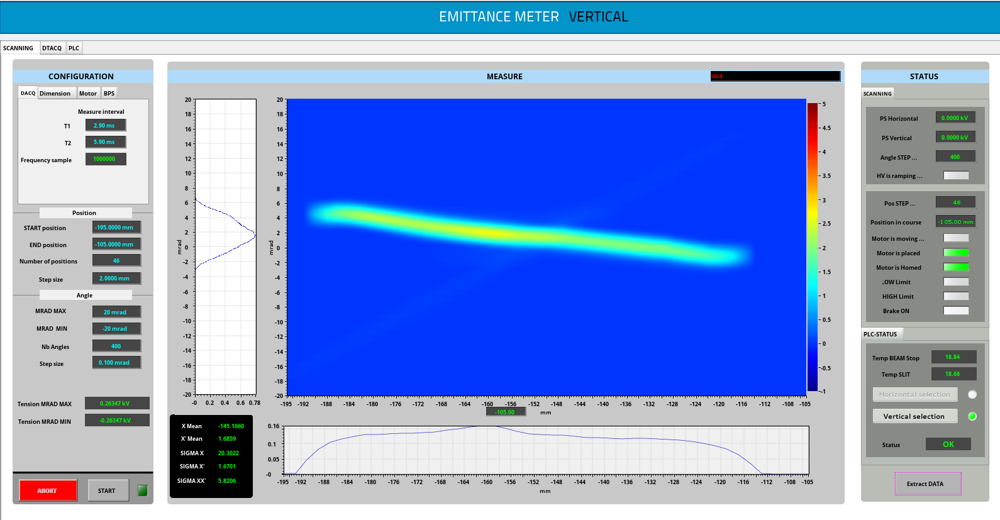 EMITTANCE METER VERTICAL
SCANNING DTACQ PLC
CONFIGURATION
DACQ Dimension Motor BPS
Measure interval
T1 2.90 ms
T2 5.90 ms
Frequency sample 1000000
Position
START position -195.0000 mm
END position -105.0000 mm
Number of positions 46
Step size 2.0000 mm
Angle
MRAD MAX 20 mrad
MRAD MIN -20 mrad
Nb Angles 400
Step size 0.100 mrad
Tension MRAD MAX 0.26347 kV
Tension MRAD MIN -0.26347 kV
ABORT START
MEASURE
IDLE
20
18
16
14
12
10
8
6
4
2
0
-2
-4
-6
-8
-10
-12
-14
-16
-18
-20
mrad
-0 0.2 0.4 0.6 0.78
20
18
16
14
12
10
8
6
4
2
0
-2
-4
-6
-8
-10
-12
-14
-16
-18
-20
mrad
-195 -192 -188 -184 -180 -176 -172 -168 -164 -160 -156 -152 -148 -144 -140 -136 -132 -128 -124 -120 -116 -112 -108 -105
-105.00 mm
5
4.5
4
3.5
3
2.5
2
1.5
1
0.5
0
-0.5
-1
X Mean -145.1660
X' Mean 1.6859
SIGMA X 20.3022
SIGMA X' 1.6701
SIGMA XX' 5.8206
0.16
0.1
0.05
-0
-195 -192 -188 -184 -180 -176 -172 -168 -164 -160 -156 -152 -148 -144 -140 -136 -132 -128 -124 -120 -116 -112 -108 -105
mm
STATUS
SCANNING
PS Horizontal 0.0000 kV
PS Vertical 0.0000 kV
Angle STEP ... 400
HV is ramping ...
Pos STEP ... 46
Position in course -105.00 mm
Motor is moving ...
Motor is placed
Motor is Homed
LOW Limit
HIGH Limit
Brake ON
PLC-STATUS
Temp BEAM Stop 18.84
Temp SLIT 18.66
Horizontal selection
Vertical selection
Status OK
Extract DATA